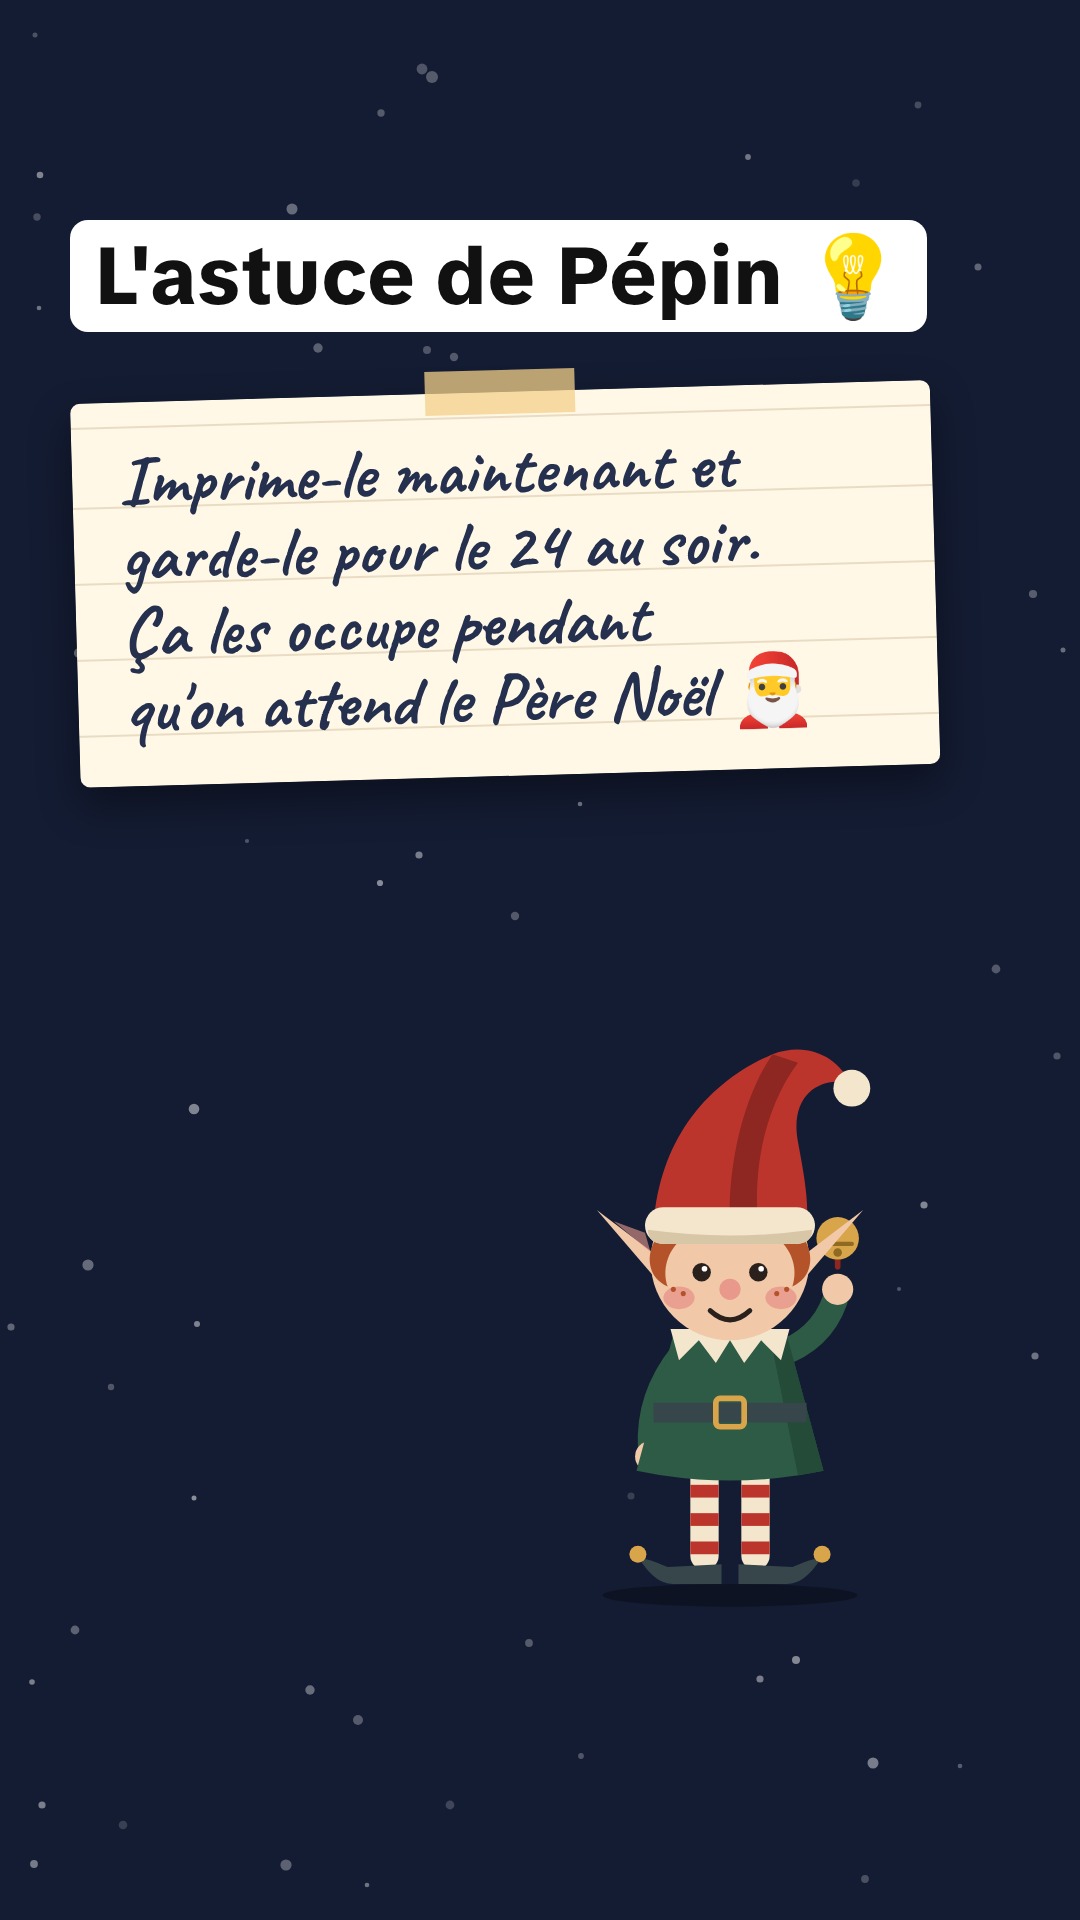 L'astuce de Pépin 💡
Imprime-le maintenant et
garde-le pour le 24 au soir.
Ça les occupe pendant
qu'on attend le Père Noël 🎅